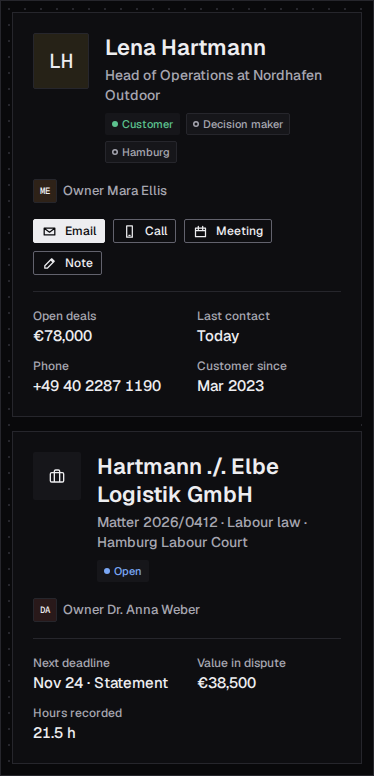 LH
Lena Hartmann
Head of Operations at Nordhafen
Outdoor
Customer
Decision maker
Hamburg
ME
Owner Mara Ellis
Email
Call
Meeting
Note
Open deals
Last contact
€78,000
Today
Phone
Customer since
+49 40 2287 1190
Mar 2023
Hartmann ./. Elbe
Logistik GmbH
Matter 2026/0412 · Labour law ·
Hamburg Labour Court
Open
DA
Owner Dr. Anna Weber
Next deadline
Value in dispute
Nov 24 · Statement
€38,500
Hours recorded
21.5 h